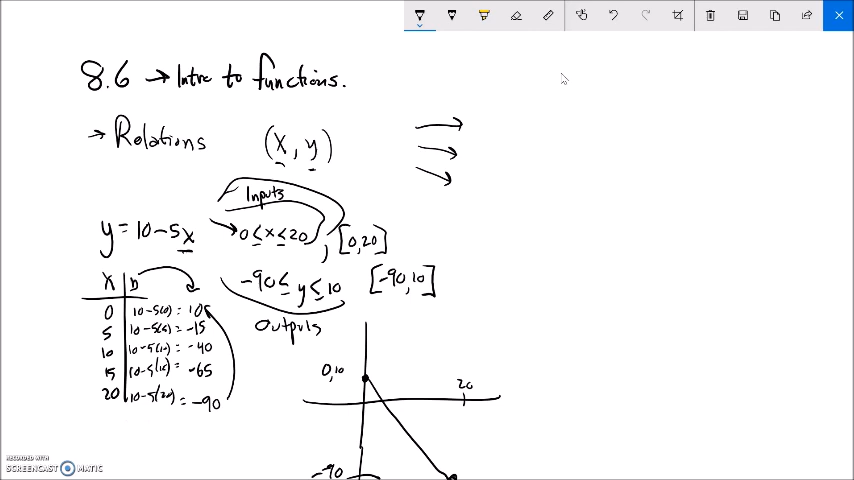 8.6 → Intro to functions.
→ Relations (x, y)
Inputs
y = 10-5x → 0 ≤ x ≤ 20, [0,20]
-90 ≤ y ≤ 10 [-90,10]
Outputs
x
0 10-5(0) = 10
5 10-5(5) = -15
10 10-5(10) = -40
15 10-5(15) = -65
20 10-5(20) = -90
0,10
20
-90
RECORDED WITH
SCREENCAST MATIC